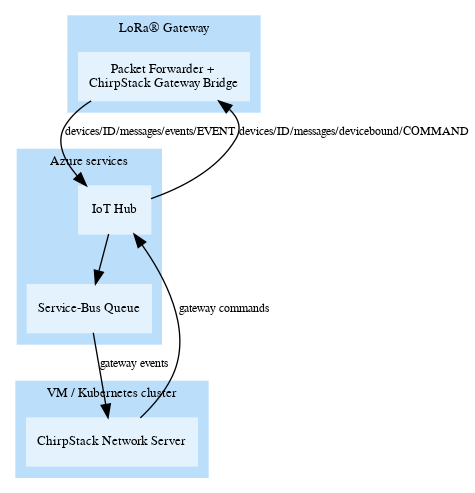 LoRa® Gateway
Packet Forwarder +
ChirpStack Gateway Bridge
devices/ID/messages/events/EVENT
devices/ID/messages/devicebound/COMMAND
Azure services
IoT Hub
Service-Bus Queue
gateway commands
gateway events
VM / Kubernetes cluster
ChirpStack Network Server